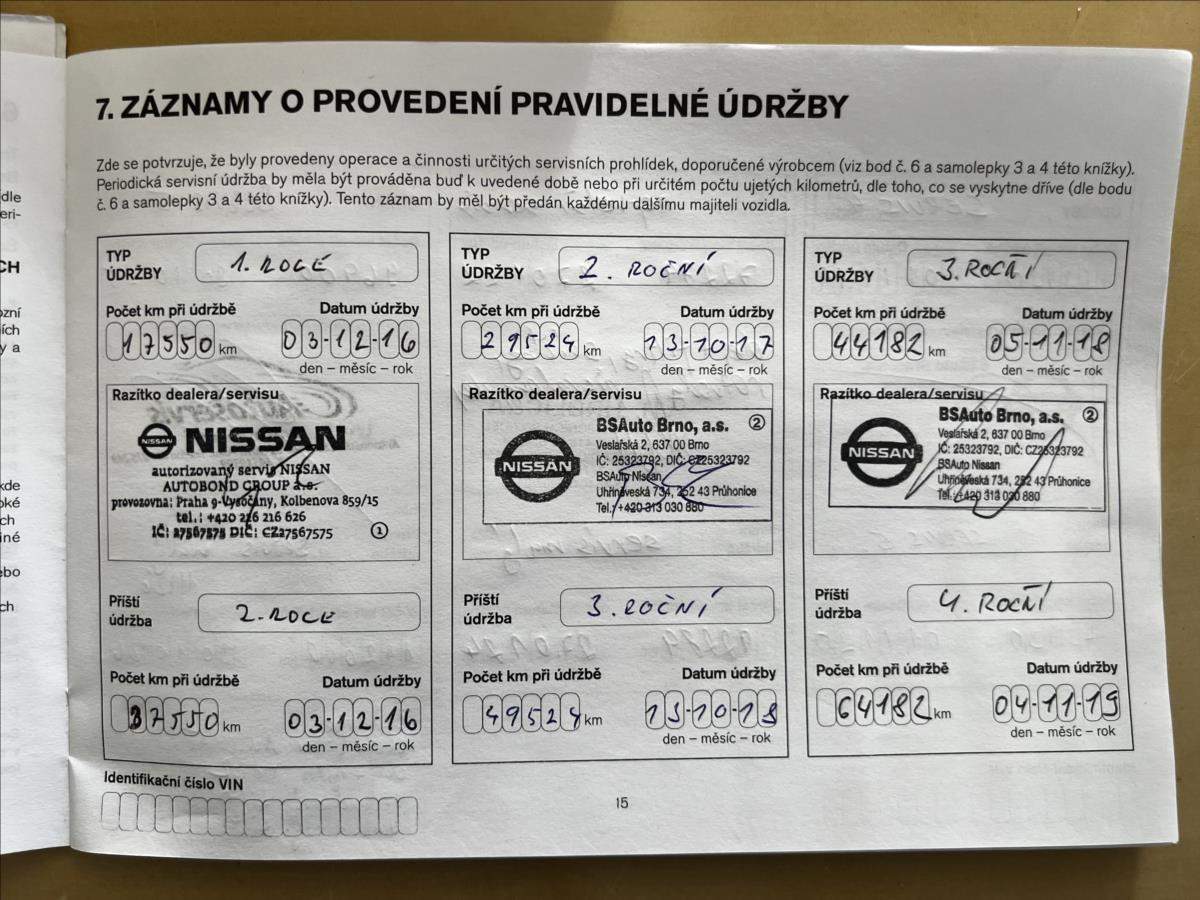 7. ZÁZNAMY O PROVEDENÍ PRAVIDELNÉ ÚDRŽBY
Zde se potvrzuje, že byly provedeny operace a činnosti určitých servisních prohlídek, doporučené výrobcem (viz bod č. 6 a samolepky 3 a 4 této knížky).
Periodická servisní údržba by měla být prováděna buď k uvedené době nebo při určitém počtu ujetých kilometrů, dle toho, co se vyskytne dříve (dle bodu
č. 6 a samolepky 3 a 4 této knížky). Tento záznam by měl být předán každému dalšímu majiteli vozidla.
TYP
ÚDRŽBY
1. ROCE
Počet km při údržbě
Datum údržby
17550 km
03-12-16
den – měsíc – rok
Razítko dealera/servisu
NISSAN NISSAN
autorizovaný servis NISSAN
AUTOBOND GROUP a.s.
provozovna: Praha 9-Vysočany, Kolbenova 859/15
tel.: +420 226 216 626
IČ: 27567575 DIČ: CZ27567575 1
Příští
údržba
2. ROCE
Počet km při údržbě
Datum údržby
37550 km
03-12-16
den – měsíc – rok
Identifikační číslo VIN
TYP
ÚDRŽBY
2. ROČNÍ
Počet km při údržbě
Datum údržby
29524 km
13-10-17
den – měsíc – rok
Razítko dealera/servisu
NISSAN
BSAuto Brno, a.s. 2
Veslařská 2, 637 00 Brno
IČ: 25323792, DIČ: CZ25323792
BSAuto Nissan
Uhříněveská 734, 252 43 Průhonice
Tel.: +420 313 030 880
Příští
údržba
3. ROČNÍ
Počet km při údržbě
Datum údržby
49524 km
13-10-18
den – měsíc – rok
TYP
ÚDRŽBY
3. ROČNÍ
Počet km při údržbě
Datum údržby
44182 km
05-11-18
den – měsíc – rok
Razítko dealera/servisu
NISSAN
BSAuto Brno, a.s. 2
Veslařská 2, 637 00 Brno
IČ: 25323792, DIČ: CZ25323792
BSAuto Nissan
Uhříněveská 734, 252 43 Průhonice
Tel.: +420 313 030 880
Příští
údržba
4. ROČNÍ
Počet km při údržbě
Datum údržby
64182 km
04-11-19
den – měsíc – rok
15